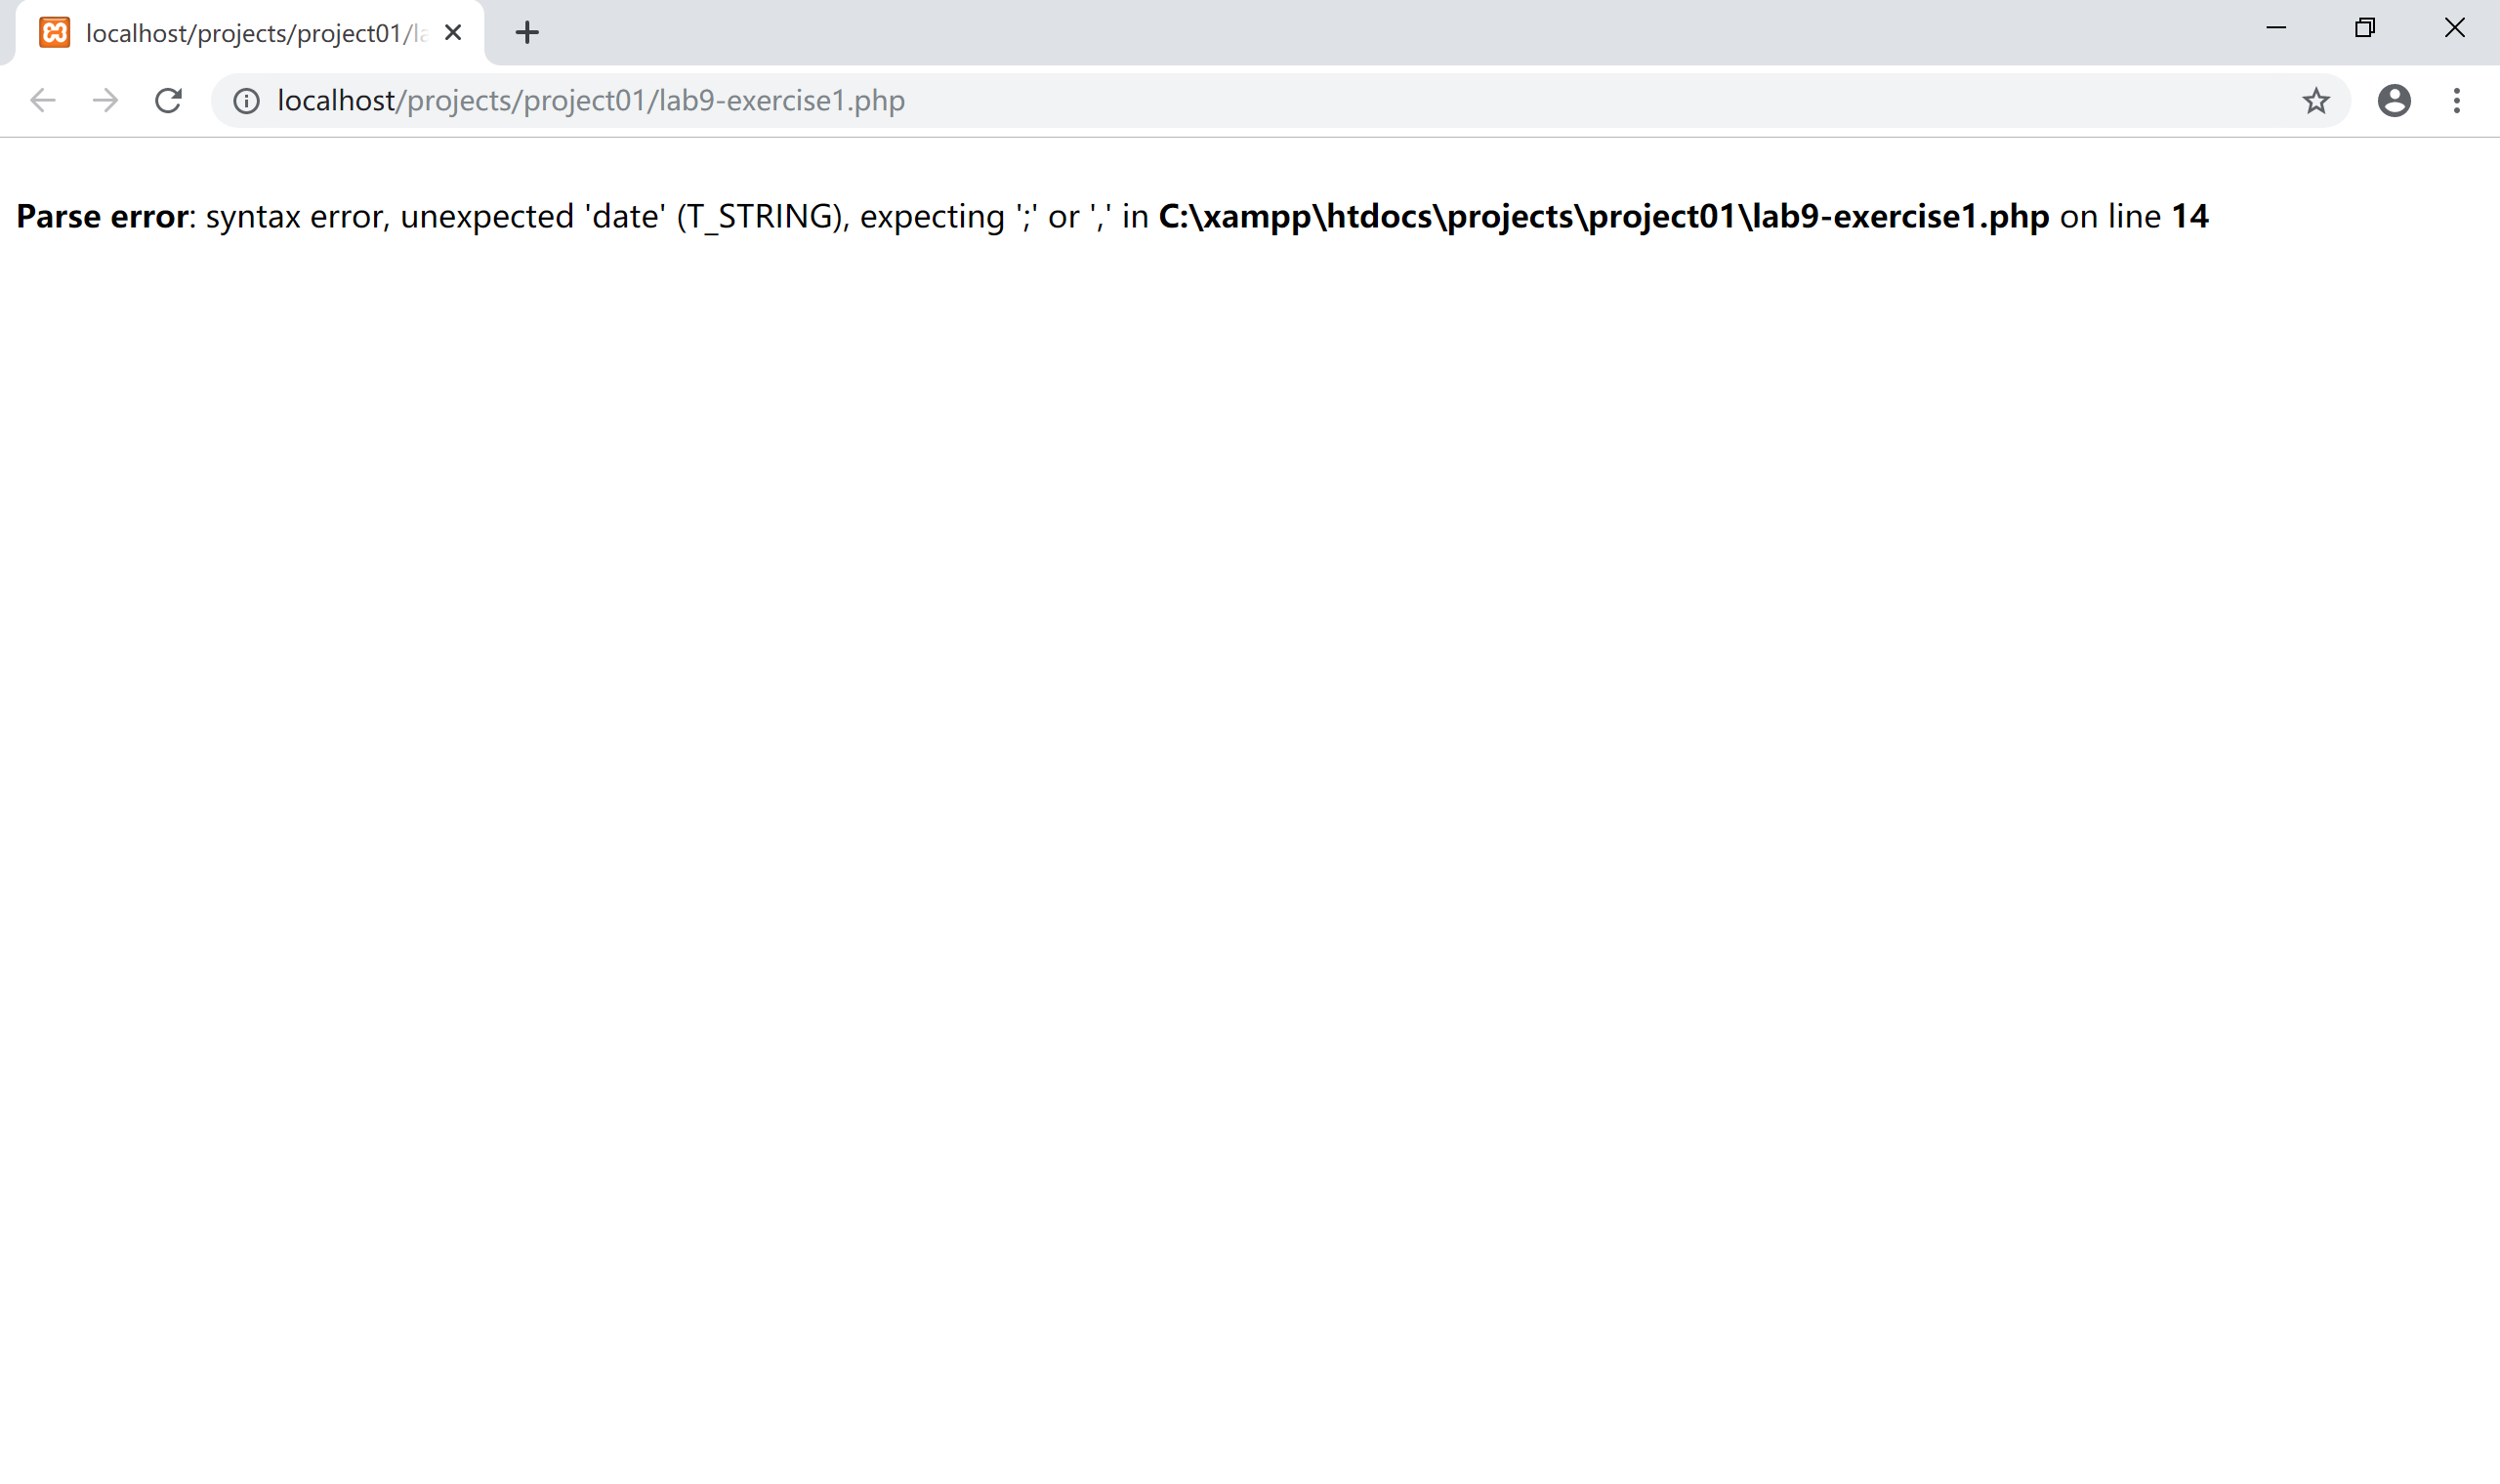 localhost/projects/project01/la
localhost/projects/project01/lab9-exercise1.php
Parse error: syntax error, unexpected 'date' (T_STRING), expecting ';' or ',' in C:\xampp\htdocs\projects\project01\lab9-exercise1.php on line 14